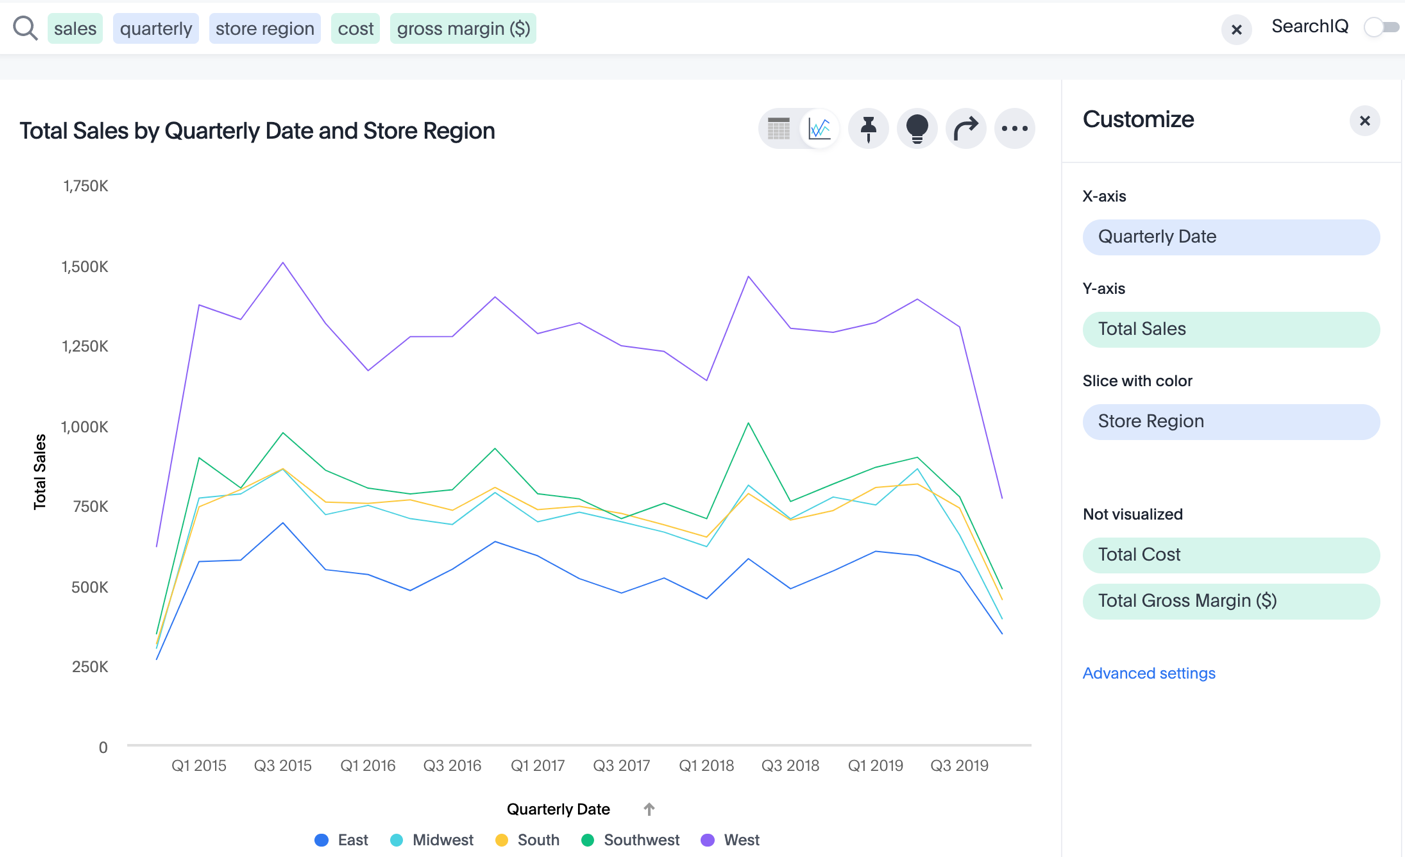 sales quarterly store region cost gross margin ($) SearchIQ
Total Sales by Quarterly Date and Store Region
1,750K
1,500K
1,250K
1,000K
750K
500K
250K
0
Total Sales
Q1 2015 Q3 2015 Q1 2016 Q3 2016 Q1 2017 Q3 2017 Q1 2018 Q3 2018 Q1 2019 Q3 2019
Quarterly Date
East Midwest South Southwest West
Customize
X-axis
Quarterly Date
Y-axis
Total Sales
Slice with color
Store Region
Not visualized
Total Cost
Total Gross Margin ($)
Advanced settings